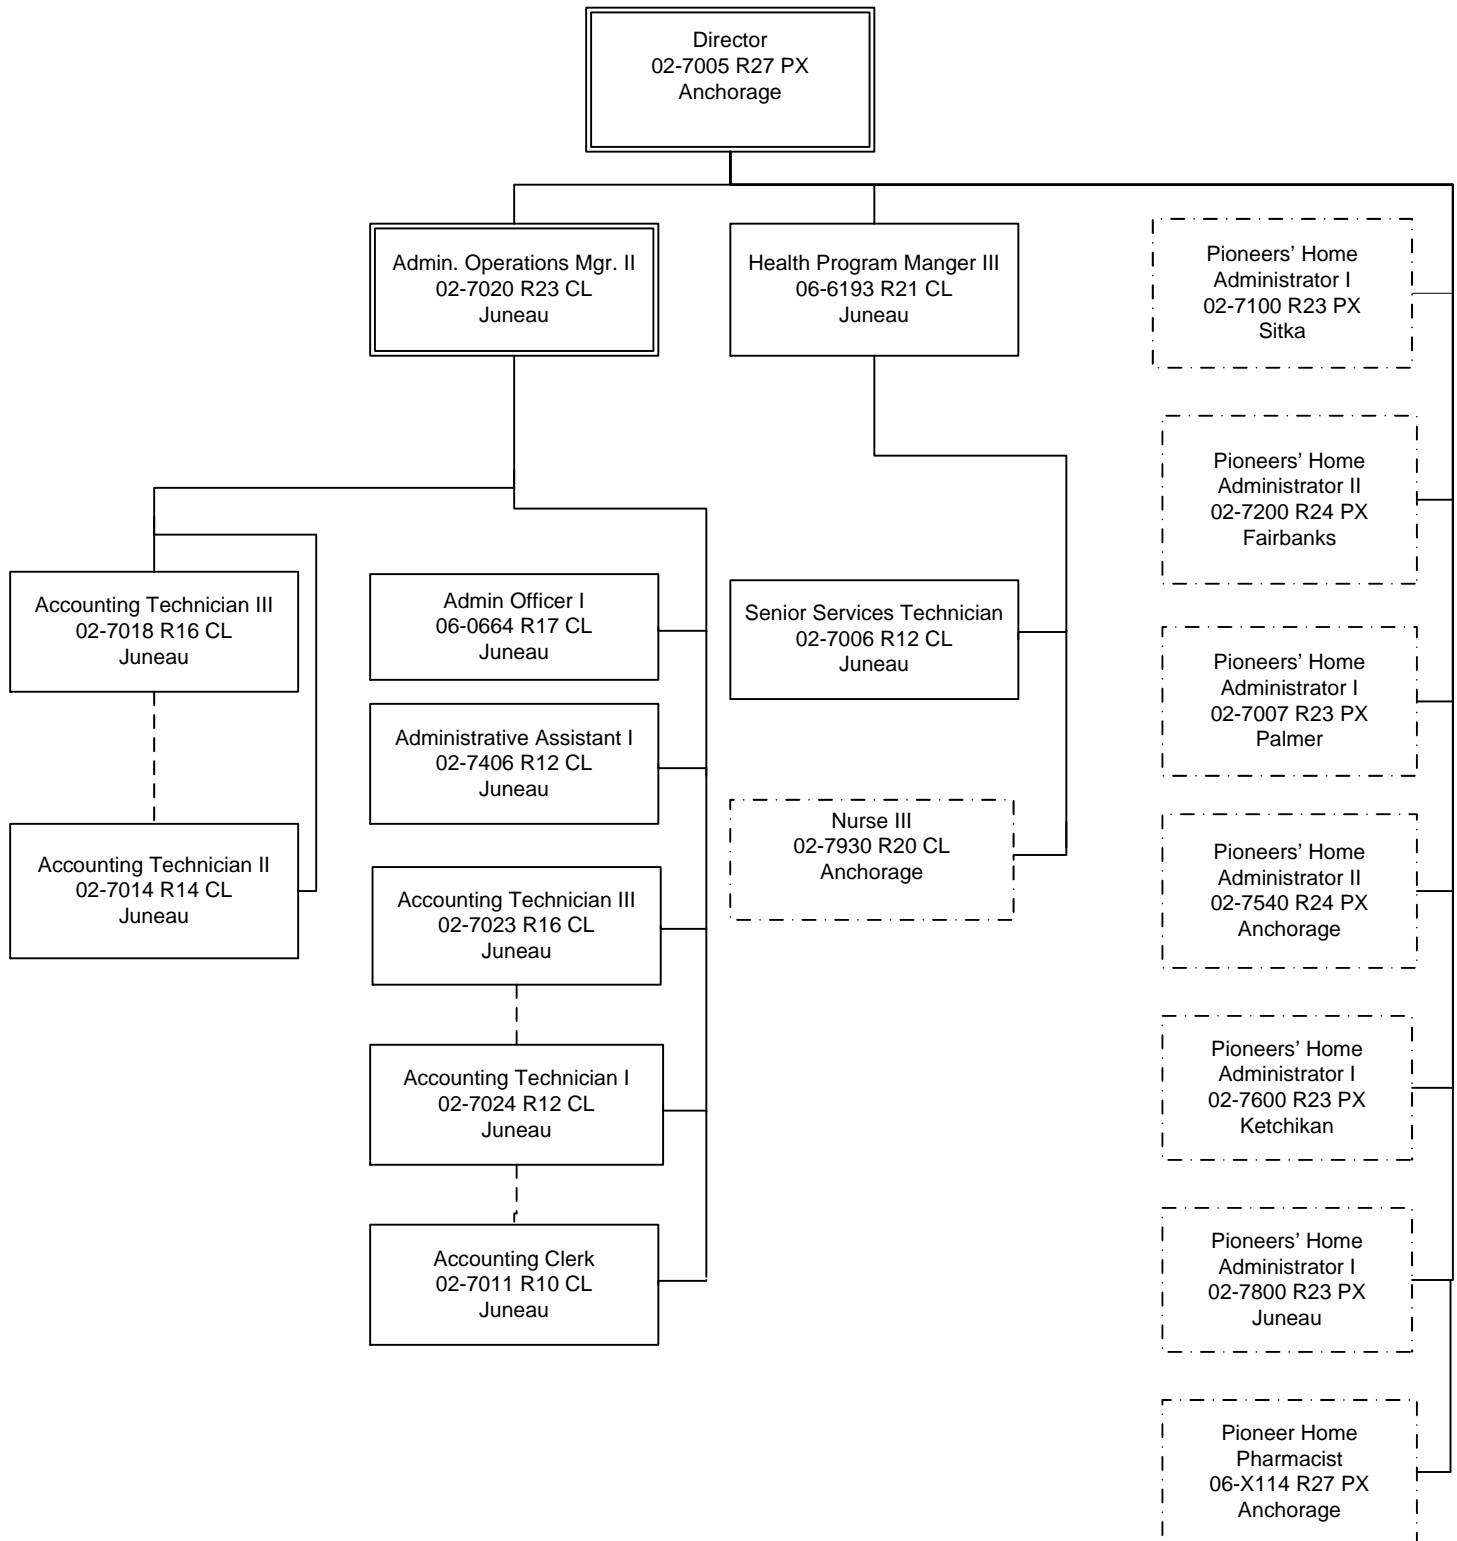 Director
02-7005 R27 PX
Anchorage
Admin. Operations Mgr. II
02-7020 R23 CL
Juneau
Health Program Manger III
06-6193 R21 CL
Juneau
Pioneers’ Home
Administrator I
02-7100 R23 PX
Sitka
Pioneers’ Home
Administrator II
02-7200 R24 PX
Fairbanks
Accounting Technician III
02-7018 R16 CL
Juneau
Admin Officer I
06-0664 R17 CL
Juneau
Senior Services Technician
02-7006 R12 CL
Juneau
Pioneers’ Home
Administrator I
02-7007 R23 PX
Palmer
Administrative Assistant I
02-7406 R12 CL
Juneau
Accounting Technician II
02-7014 R14 CL
Juneau
Nurse III
02-7930 R20 CL
Anchorage
Pioneers’ Home
Administrator II
02-7540 R24 PX
Anchorage
Accounting Technician III
02-7023 R16 CL
Juneau
Accounting Technician I
02-7024 R12 CL
Juneau
Pioneers’ Home
Administrator I
02-7600 R23 PX
Ketchikan
Accounting Clerk
02-7011 R10 CL
Juneau
Pioneers’ Home
Administrator I
02-7800 R23 PX
Juneau
Pioneer Home
Pharmacist
06-X114 R27 PX
Anchorage